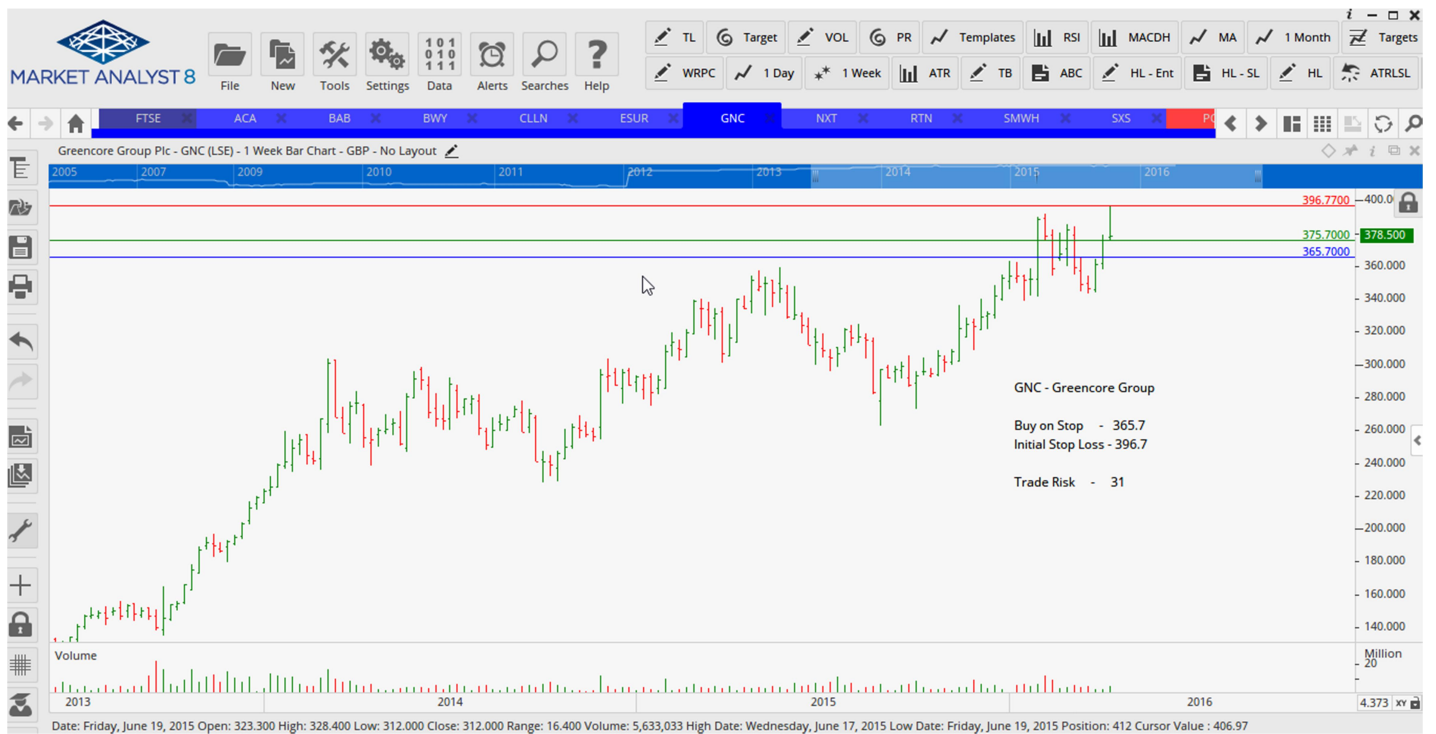 i
TL Target VOL PR Templates RSI MACDH MA 1 Month Targets
MARKET ANALYST 8
101
010
111
File New Tools Settings Data Alerts Searches Help
WRPC 1 Day 1 Week ATR TB ABC HL - Ent HL - SL HL ATRLSL
FTSE ACA BAB BWY CLLN ESUR GNC NXT RTN SMWH SXS
Greencore Group Plc - GNC (LSE) - 1 Week Bar Chart - GBP - No Layout
2005 2007 2009 2010 2011 2012 2013 2014 2015 2016
396.7700
400.0
375.7000
378.500
365.7000
360.000
340.000
320.000
300.000
GNC - Greencore Group
280.000
Buy on Stop - 365.7
260.000
Initial Stop Loss - 396.7
240.000
Trade Risk - 31
220.000
200.000
180.000
160.000
140.000
Volume
Million
20
2013 2014 2015 2016
4.373 XY
Date: Friday, June 19, 2015 Open: 323.300 High: 328.400 Low: 312.000 Close: 312.000 Range: 16.400 Volume: 5,633,033 High Date: Wednesday, June 17, 2015 Low Date: Friday, June 19, 2015 Position: 412 Cursor Value : 406.97